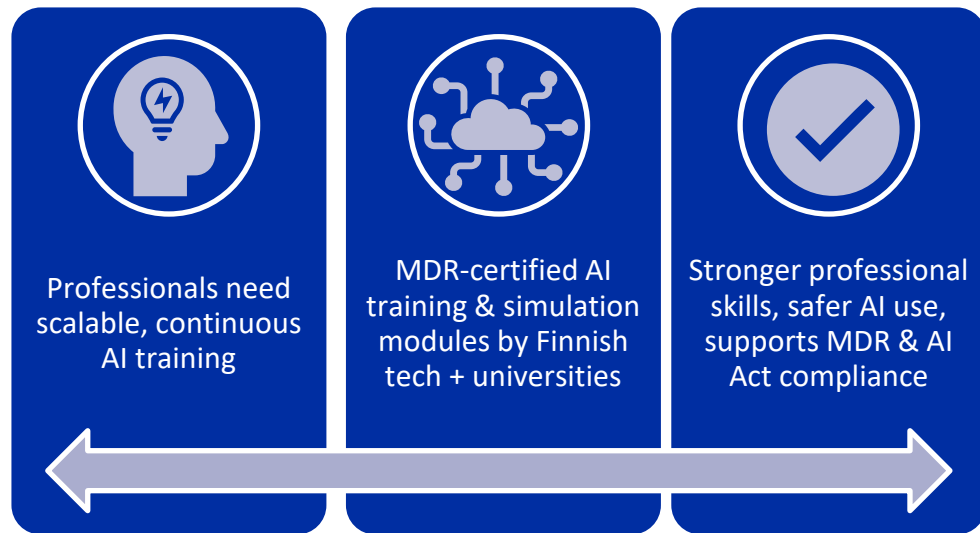 Professionals need
scalable, continuous
AI training
MDR-certified AI
training & simulation
modules by Finnish
tech + universities
Stronger professional
skills, safer AI use,
supports MDR & AI
Act compliance